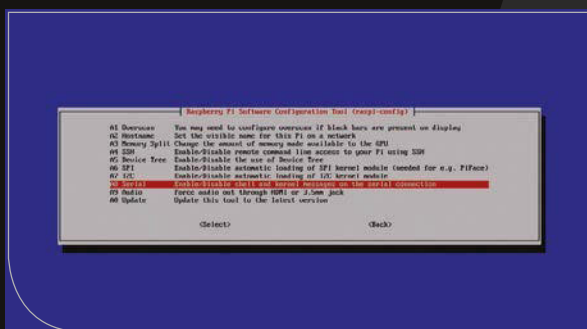 Raspberry Pi Software Configuration Tool (raspi-config)
A1 Overscan You may need to configure overscan if black bars are present on display
A2 Hostname Set the visible name for this Pi on a network
A3 Memory Split Change the amount of memory made available to the GPU
A4 SSH Enable/Disable remote command line access to your Pi using SSH
A5 Device Tree Enable/Disable the use of Device Tree
A6 SPI Enable/Disable automatic loading of SPI kernel module (needed for e.g. PiFace)
A7 I2C Enable/Disable automatic loading of I2C kernel module
A8 Serial Enable/Disable shell and kernel messages on the serial connection
A9 Audio Force audio out through HDMI or 3.5mm jack
A0 Update Update this tool to the latest version
<Select> <Back>